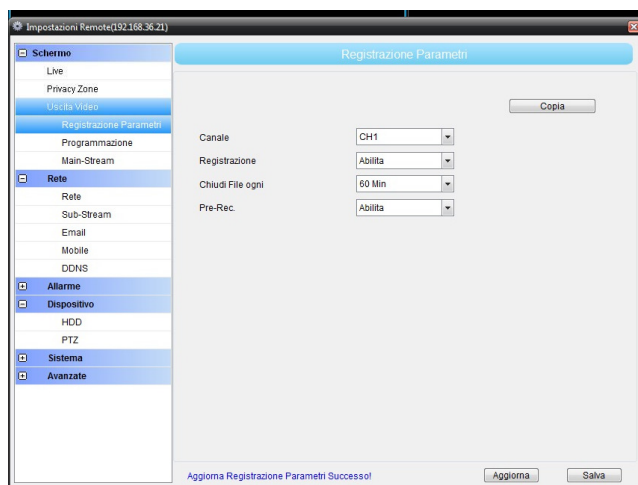 Impostazioni Remote(192.168.36.21)
Schermo
Live
Privacy Zone
Uscita Video
Registrazione Parametri
Programmazione
Main-Stream
Rete
Rete
Sub-Stream
Email
Mobile
DDNS
Allarme
Dispositivo
HDD
PTZ
Sistema
Avanzate
Registrazione Parametri
Copia
Canale CH1
Registrazione Abilita
Chiudi File ogni 60 Min
Pre-Rec. Abilita
Aggiorna Registrazione Parametri Successo! Aggiorna Salva